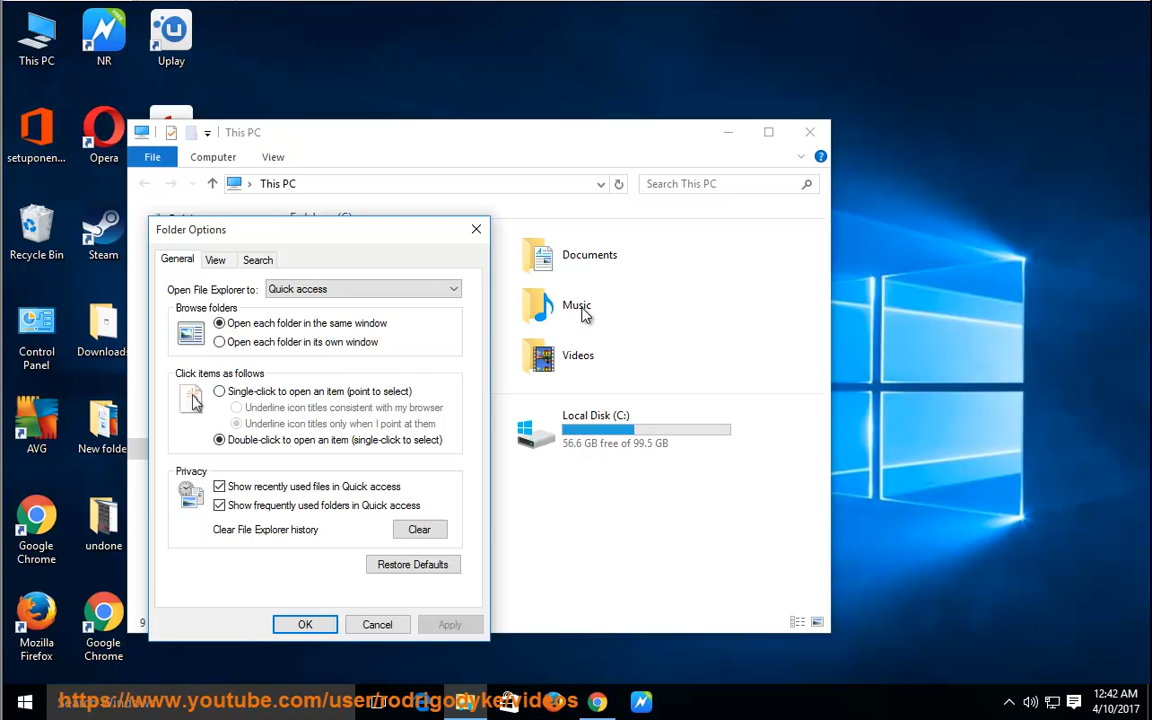 This PC
NR
FREE
Uplay
setuponen...
Opera
Recycle Bin
Steam
Control Panel
Downloads
AVG
New folde
Google Chrome
undone
Mozilla Firefox
Google Chrome
This PC
File
Computer
View
This PC
Search This PC
Documents
Music
Videos
Local Disk (C:)
56.6 GB free of 99.5 GB
9
Folder Options
General
View
Search
Open File Explorer to:
Quick access
Browse folders
Open each folder in the same window
Open each folder in its own window
Click items as follows
Single-click to open an item (point to select)
Underline icon titles consistent with my browser
Underline icon titles only when I point at them
Double-click to open an item (single-click to select)
Privacy
Show recently used files in Quick access
Show frequently used folders in Quick access
Clear File Explorer history
Clear
Restore Defaults
OK
Cancel
Apply
Search Windows
https://www.youtube.com/user/rodrigodykervideos
12:42 AM
4/10/2017